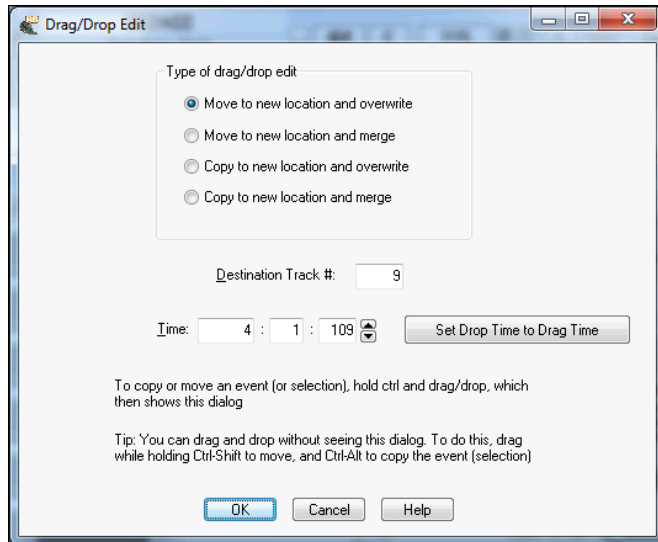 Drag/Drop Edit
Type of drag/drop edit
Move to new location and overwrite
Move to new location and merge
Copy to new location and overwrite
Copy to new location and merge
Destination Track #: 9
Time: 4 : 1 : 109 Set Drop Time to Drag Time
To copy or move an event (or selection), hold ctrl and drag/drop, which
then shows this dialog
Tip: You can drag and drop without seeing this dialog. To do this, drag
while holding Ctrl-Shift to move, and Ctrl-Alt to copy the event (selection)
OK Cancel Help